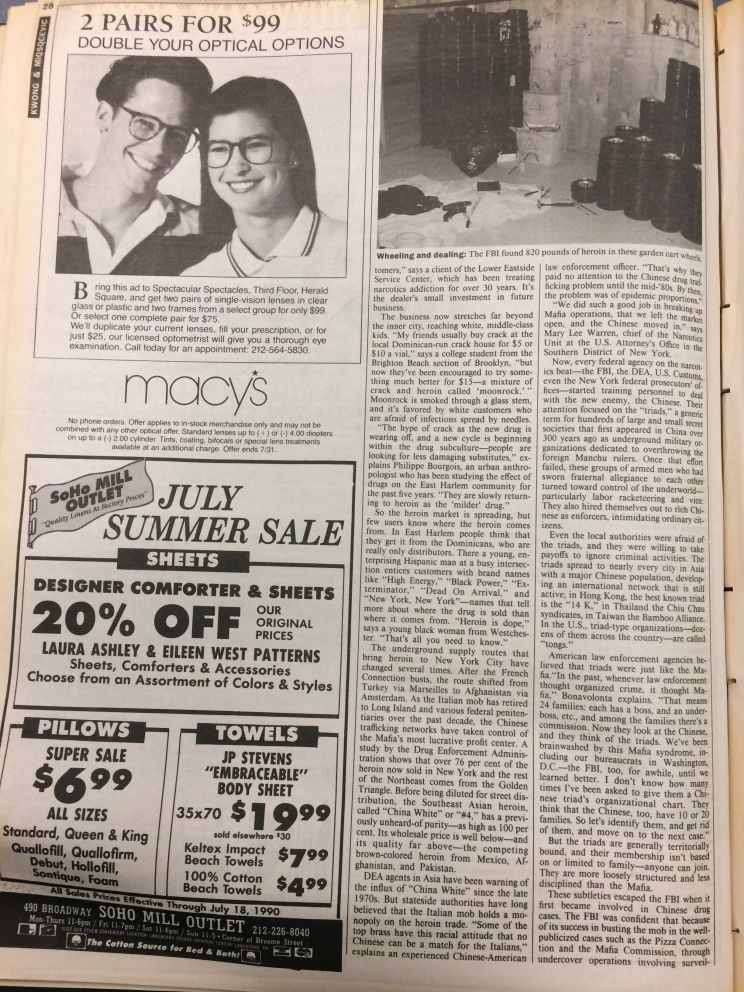 28
KWONG & MIOSOCEVIC
2 PAIRS FOR $99
DOUBLE YOUR OPTICAL OPTIONS
Bring this ad to Spectacular Spectacles, Third Floor, Herald
Square, and get two pairs of single-vision lenses in clear
glass or plastic and two frames from a select group for only $99.
Or select one complete pair for $75.
We'll duplicate your current lenses, fill your prescription, or for
just $25, our licensed optometrist will give you a thorough eye
examination. Call today for an appointment: 212-564-5830.
macy's
No phone orders. Offer applies to in-stock merchandise only and may not be
combined with any other optical offer. Standard lenses up to (+) or (-) 4.00 diopters
on up to a (-) 2.00 cylinder. Tints, coating, bifocals or special lens treatments
available at an additional charge. Offer ends 7/31.
SoHo MILL
OUTLET
"Quality Linens At Factory Prices"
JULY
SUMMER SALE
SHEETS
DESIGNER COMFORTER & SHEETS
20% OFF
OUR
ORIGINAL
PRICES
LAURA ASHLEY & EILEEN WEST PATTERNS
Sheets, Comforters & Accessories
Choose from an Assortment of Colors & Styles
PILLOWS
SUPER SALE
$6.99
ALL SIZES
Standard, Queen & King
Quallofill, Quallofirm,
Debut, Hollofill,
Sontique, Foam
TOWELS
JP STEVENS
"EMBRACEABLE"
BODY SHEET
35x70 $19.99
sold elsewhere $30
Keltex Impact
Beach Towels $7.99
100% Cotton
Beach Towels $4.99
All Sales Prices Effective Through July 18, 1990
490 BROADWAY SOHO MILL OUTLET 212-226-8040
Mon-Thurs 11-6pm / Fri 11-7pm / Sat 11-6pm / Sun 11-5 • Corner of Broome Street
The Cotton Source for Bed & Bath!
Wheeling and dealing: The FBI found 820 pounds of heroin in these garden cart wheels.
tomers," says a client of the Lower Eastside
Service Center, which has been treating
narcotics addiction for over 30 years. It's
the dealer's small investment in future
business.
The business now stretches far beyond
the inner city, reaching white, middle-class
kids. "My friends usually buy crack at the
local Dominican-run crack house for $5 or
$10 a vial," says a college student from the
Brighton Beach section of Brooklyn, "but
now they've been encouraged to try some-
thing much better for $15—a mixture of
crack and heroin called 'moonrock.' "
Moonrock is smoked through a glass stem,
and it's favored by white customers who
are afraid of infections spread by needles.
"The hype of crack as the new drug is
wearing off, and a new cycle is beginning
within the drug subculture—people are
looking for less damaging substitutes," ex-
plains Philippe Bourgois, an urban anthro-
pologist who has been studying the effect of
drugs on the East Harlem community for
the past five years. "They are slowly return-
ing to heroin as the 'milder' drug."
So the heroin market is spreading, but
few users know where the heroin comes
from. In East Harlem people think that
they get it from the Dominicans, who are
really only distributors. There a young, en-
terprising Hispanic man at a busy intersec-
tion entices customers with brand names
like "High Energy," "Black Power," "Ex-
terminator," "Dead On Arrival," and
"New York, New York"—names that tell
more about where the drug is sold than
where it comes from. "Heroin is dope,"
says a young black woman from Westches-
ter. "That's all you need to know."
The underground supply routes that
bring heroin to New York City have
changed several times. After the French
Connection busts, the route shifted from
Turkey via Marseilles to Afghanistan via
Amsterdam. As the Italian mob has retired
to Long Island and various federal peniten-
tiaries over the past decade, the Chinese
trafficking networks have taken control of
the Mafia's most lucrative profit center. A
study by the Drug Enforcement Adminis-
tration shows that over 76 per cent of the
heroin now sold in New York and the rest
of the Northeast comes from the Golden
Triangle. Before being diluted for street dis-
tribution, the Southeast Asian heroin,
called "China White" or "#4," has a previ-
ously unheard-of purity—as high as 100 per
cent. Its wholesale price is well below—and
its quality far above—the competing
brown-colored heroin from Mexico, Af-
ghanistan, and Pakistan.
DEA agents in Asia have been warning of
the influx of "China White" since the late
1970s. But stateside authorities have long
believed that the Italian mob holds a mo-
nopoly on the heroin trade. "Some of the
top brass have this racial attitude that no
Chinese can be a match for the Italians,"
explains an experienced Chinese-American
law enforcement officer. "That's why they
paid no attention to the Chinese drug traf-
ficking problem until the mid-'80s. By then,
the problem was of epidemic proportions."
"We did such a good job in breaking up
Mafia operations, that we left the market
open, and the Chinese moved in," says
Mary Lee Warren, chief of the Narcotics
Unit at the U.S. Attorney's Office in the
Southern District of New York.
Now, every federal agency on the narcot-
ics beat—the FBI, the DEA, U.S. Customs,
even the New York federal prosecutors' of-
fices—started training personnel to deal
with the new enemy, the Chinese. Their
attention focused on the "triads," a generic
term for hundreds of large and small secret
societies that first appeared in China over
300 years ago as underground military or-
ganizations dedicated to overthrowing the
foreign Manchu rulers. Once that effort
failed, these groups of armed men who had
sworn fraternal allegiance to each other
turned toward control of the underworld—
particularly labor racketeering and vice.
They also hired themselves out to rich Chi-
nese as enforcers, intimidating ordinary cit-
izens.
Even the local authorities were afraid of
the triads, and they were willing to take
payoffs to ignore criminal activities. The
triads spread to nearly every city in Asia
with a major Chinese population, develop-
ing an international network that is still
active; in Hong Kong, the best known triad
is the "14 K," in Thailand the Chiu Chau
syndicates, in Taiwan the Bamboo Alliance.
In the U.S., triad-type organizations—doz-
ens of them across the country—are called
"tongs."
American law enforcement agencies be-
lieved that triads were just like the Ma-
fia. "In the past, whenever law enforcement
thought organized crime, it thought Ma-
fia," Bonavolonta explains. "That means
24 families: each has a boss, and an under-
boss, etc., and among the families there's a
commission. Now they look at the Chinese,
and they think of the triads. We've been
brainwashed by this Mafia syndrome, in-
cluding our bureaucrats in Washington,
D.C.—the FBI, too, for awhile, until we
learned better. I don't know how many
times I've been asked to give them a Chi-
nese triad's organizational chart. They
think that the Chinese, too, have 10 or 20
families. So let's identify them, and get rid
of them, and move on to the next case."
But the triads are generally territorially
bound, and their membership isn't based
on or limited to family—anyone can join.
They are more loosely structured and less
disciplined than the Mafia.
These subtleties escaped the FBI when it
first became involved in Chinese drug
cases. The FBI was confident that because
of its success in busting the mob in the well-
publicized cases such as the Pizza Connec-
tion and the Mafia Commission, through
undercover operations involving surveil-